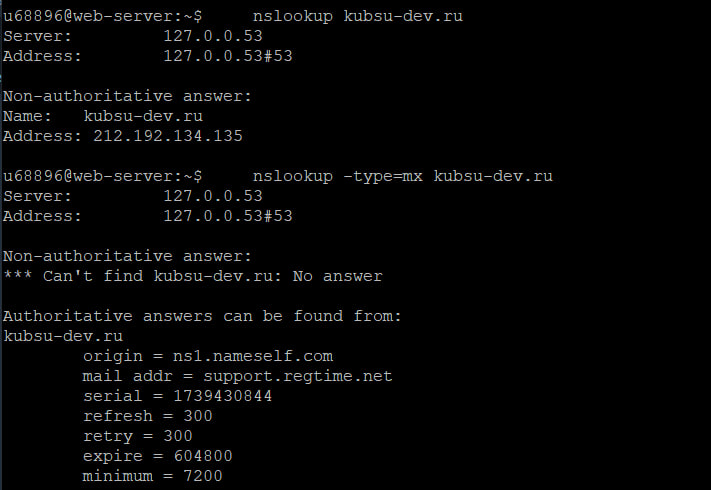 u68896@web-server:~$     nslookup kubsu-dev.ru
Server:         127.0.0.53
Address:        127.0.0.53#53

Non-authoritative answer:
Name:   kubsu-dev.ru
Address: 212.192.134.135

u68896@web-server:~$     nslookup -type=mx kubsu-dev.ru
Server:         127.0.0.53
Address:        127.0.0.53#53

Non-authoritative answer:
*** Can't find kubsu-dev.ru: No answer

Authoritative answers can be found from:
kubsu-dev.ru
        origin = ns1.nameself.com
        mail addr = support.regtime.net
        serial = 1739430844
        refresh = 300
        retry = 300
        expire = 604800
        minimum = 7200